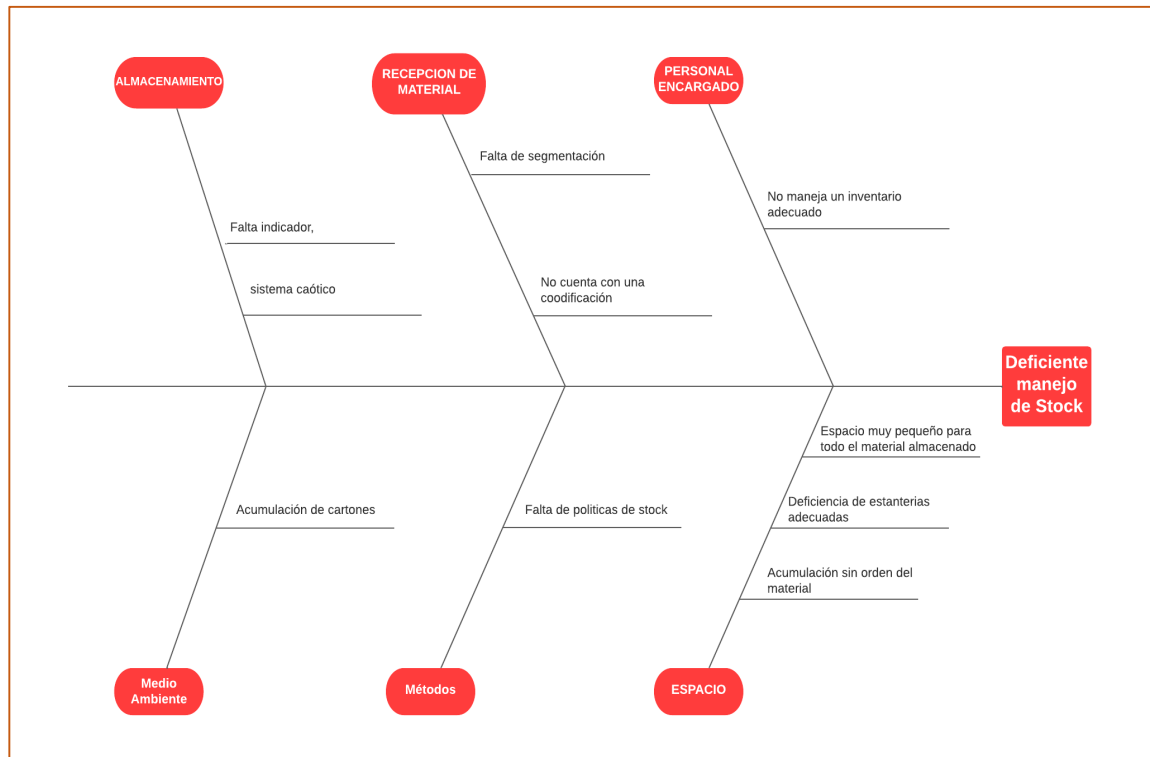 ALMACENAMIENTO
RECEPCION DE
MATERIAL
PERSONAL
ENCARGADO
Falta de segmentación
No maneja un inventario
adecuado
Falta indicador,
sistema caótico
No cuenta con una
coodificación
Deficiente
manejo
de Stock
Espacio muy pequeño para
todo el material almacenado
Acumulación de cartones
Falta de politicas de stock
Deficiencia de estanterias
adecuadas
Acumulación sin orden del
material
Medio
Ambiente
Métodos
ESPACIO